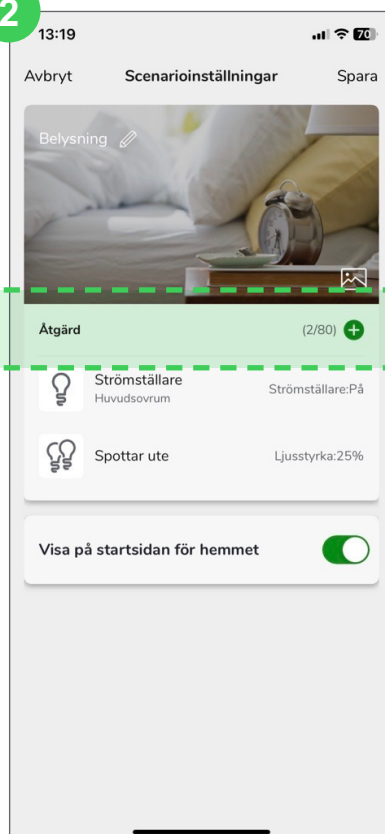 2
13:19
70
Avbryt
Scenarioinställningar
Spara
Belysning
Åtgärd
(2/80)
Strömställare
Huvudsovrum
Strömställare:På
Spottar ute
Ljusstyrka:25%
Visa på startsidan för hemmet